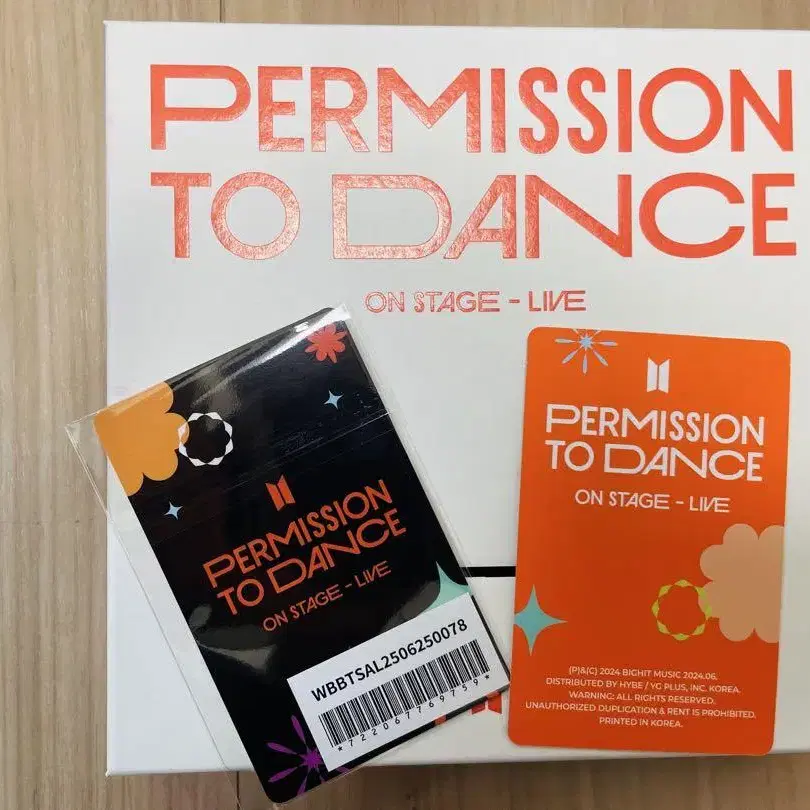 PERMISSION
TO DANCE
ON STAGE - LIVE
PERMISSION
TO DANCE
ON STAGE - LIVE
WBBTSAL2506250078
*722067769759*
PERMISSION
TO DANCE
ON STAGE - LIVE
(P)&(C) 2024 BIGHIT MUSIC 2024.06.
DISTRIBUTED BY HYBE / YG PLUS, INC. KOREA.
WARNING: ALL RIGHTS RESERVED.
UNAUTHORIZED DUPLICATION & RENT IS PROHIBITED.
PRINTED IN KOREA.